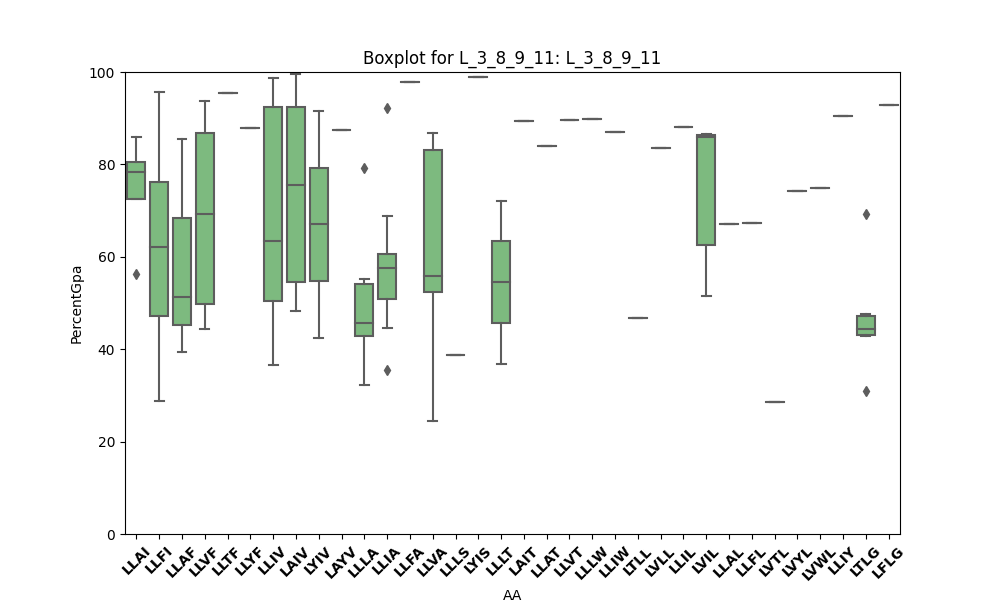 Boxplot for L_3_8_9_11: L_3_8_9_11
100
80
60
40
20
0
PercentGpa
LLAI LLFI LLAF LLVF LLTF LLYF LLIV LAIV LYIV LAYV LLLA LLIA LLFA LLVA LLLS LYIS LLLT LAIT LLAT LLVT LLLW LLIW LTLL LVLL LLIL LVIL LLAL LLFL LVTL LVYL LVWL LLIY LTLG LFLG
AA